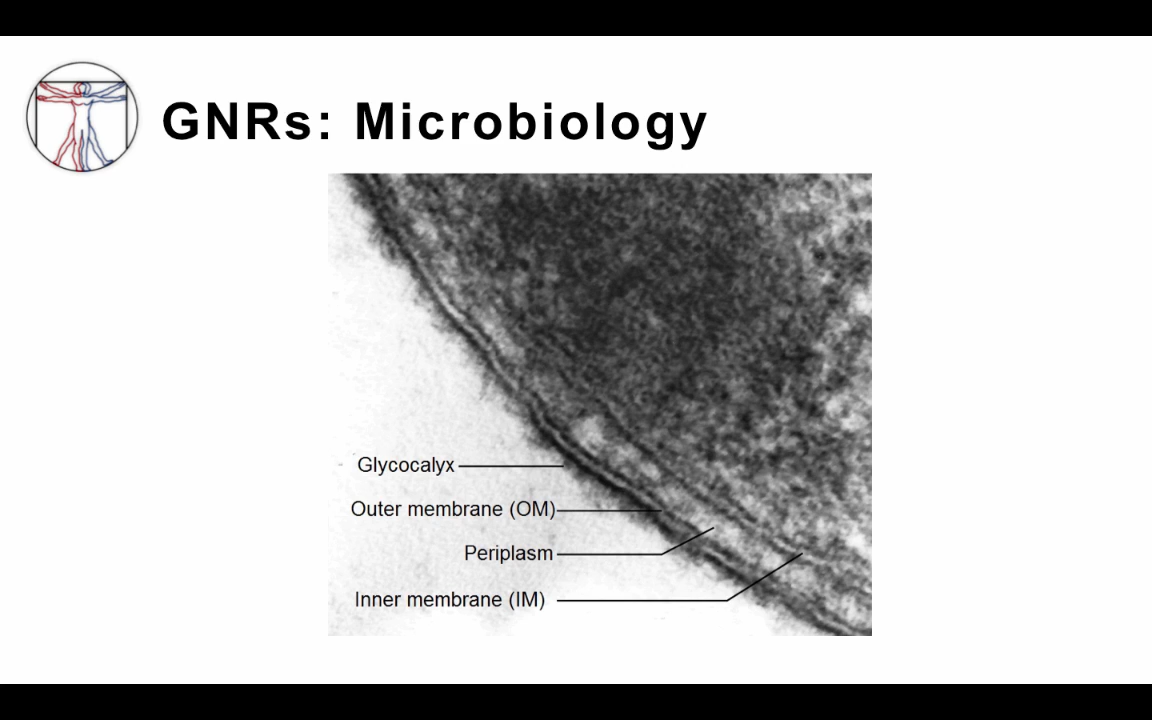 GNRs: Microbiology
Glycocalyx
Outer membrane (OM)
Periplasm
Inner membrane (IM)